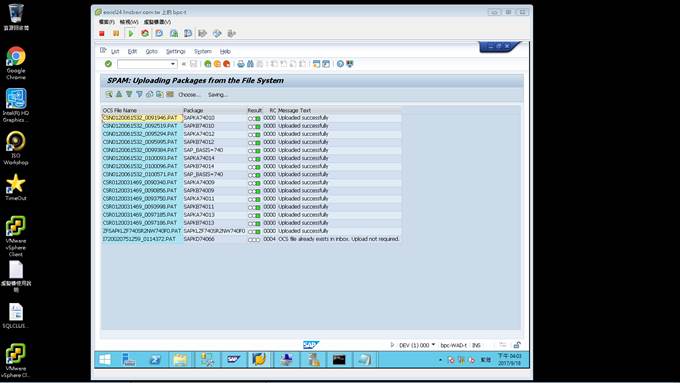 eoss24.lmzbsrr.com.tw 上的 bpc-t
檔案(F) 檢視(W) 虛擬機器(V)
List Edit Goto Settings System Help
SPAM: Uploading Packages from the File System
Choose... Saving...
OCS File Name Package Result RC Message Text
CSN0120061532_0091946.PAT SAPKA74010 0000 Uploaded successfully
CSN0120061532_0092519.PAT SAPKB74010 0000 Uploaded successfully
CSN0120061532_0095294.PAT SAPKA74012 0000 Uploaded successfully
CSN0120061532_0095995.PAT SAPKB74012 0000 Uploaded successfully
CSN0120061532_0099384.PAT SAP_BASIS=740 0000 Uploaded successfully
CSN0120061532_0100093.PAT SAPKA74014 0000 Uploaded successfully
CSN0120061532_0100096.PAT SAPKB74014 0000 Uploaded successfully
CSN0120061532_0100571.PAT SAP_BASIS=740 0000 Uploaded successfully
CSR0120031469_0090340.PAT SAPKA74009 0000 Uploaded successfully
CSR0120031469_0090856.PAT SAPKB74009 0000 Uploaded successfully
CSR0120031469_0093750.PAT SAPKA74011 0000 Uploaded successfully
CSR0120031469_0093998.PAT SAPKB74011 0000 Uploaded successfully
CSR0120031469_0097185.PAT SAPKA74013 0000 Uploaded successfully
CSR0120031469_0097186.PAT SAPKB74013 0000 Uploaded successfully
ZFSAPKLZF740SR2NW740F0.PAT SAPKLZF740SR2NW740F0 0000 Uploaded successfully
I720020751259_0114372.PAT SAPKD74066 0004 OCS file already exists in inbox. Upload not required.
SAP
DEV (1) 000 bpc-WAD-t INS
下午 04:03
2017/9/18
資源回收筒
Google
Chrome
Intel(R) HD
Graphics ...
ISO
Workshop
TimeOut
VMware
vSphere
Client
虛擬機使用說
明
SQLCLUS...
VMware
vSphere Cl...